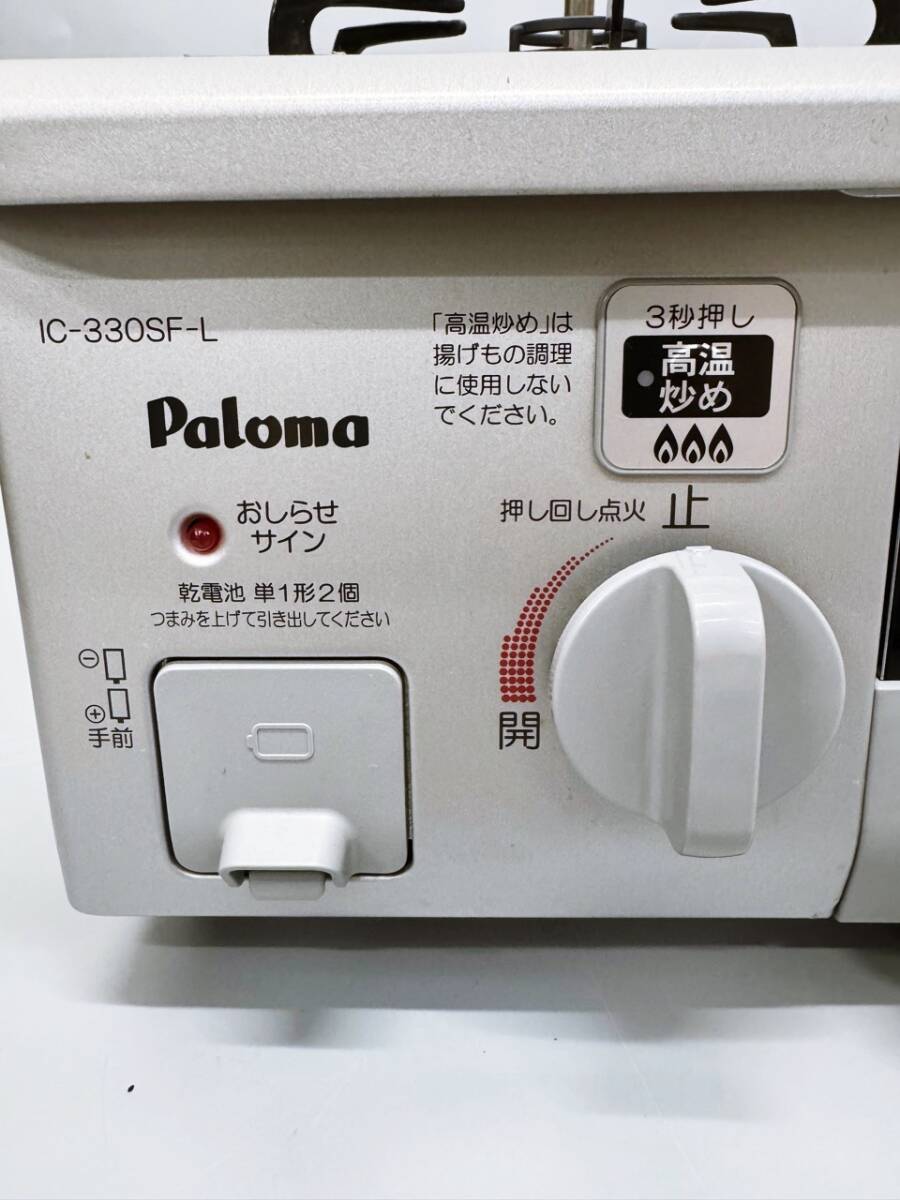 IC-330SF-L
Paloma
おしらせ
サイン
乾電池 単1形2個
つまみを上げて引き出してください
⊖
⊕
手前
「高温炒め」は
揚げもの調理
に使用しない
でください。
3秒押し
高温
炒め
押し回し点火 止
開